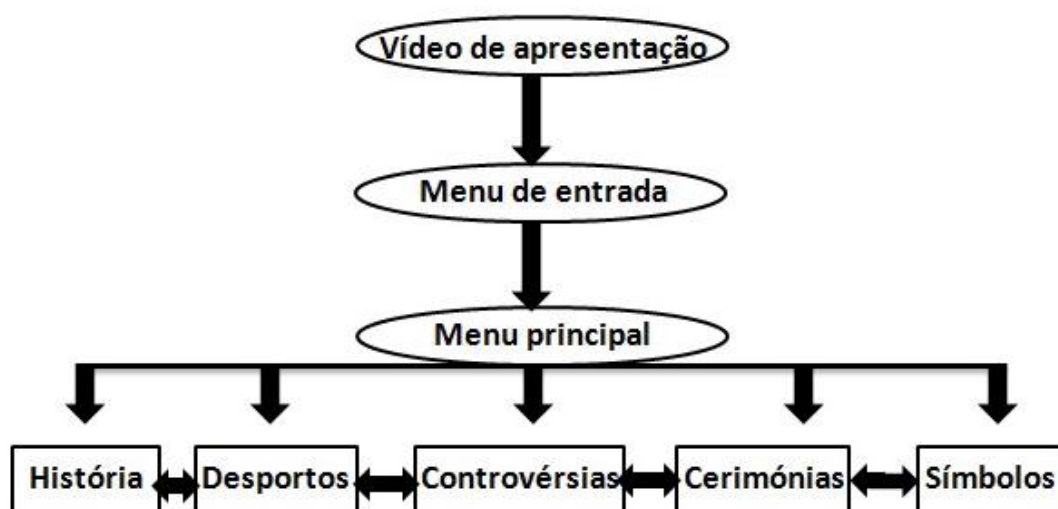 Vídeo de apresentação
Menu de entrada
Menu principal
História
Desportos
Controvérsias
Cerimónias
Símbolos